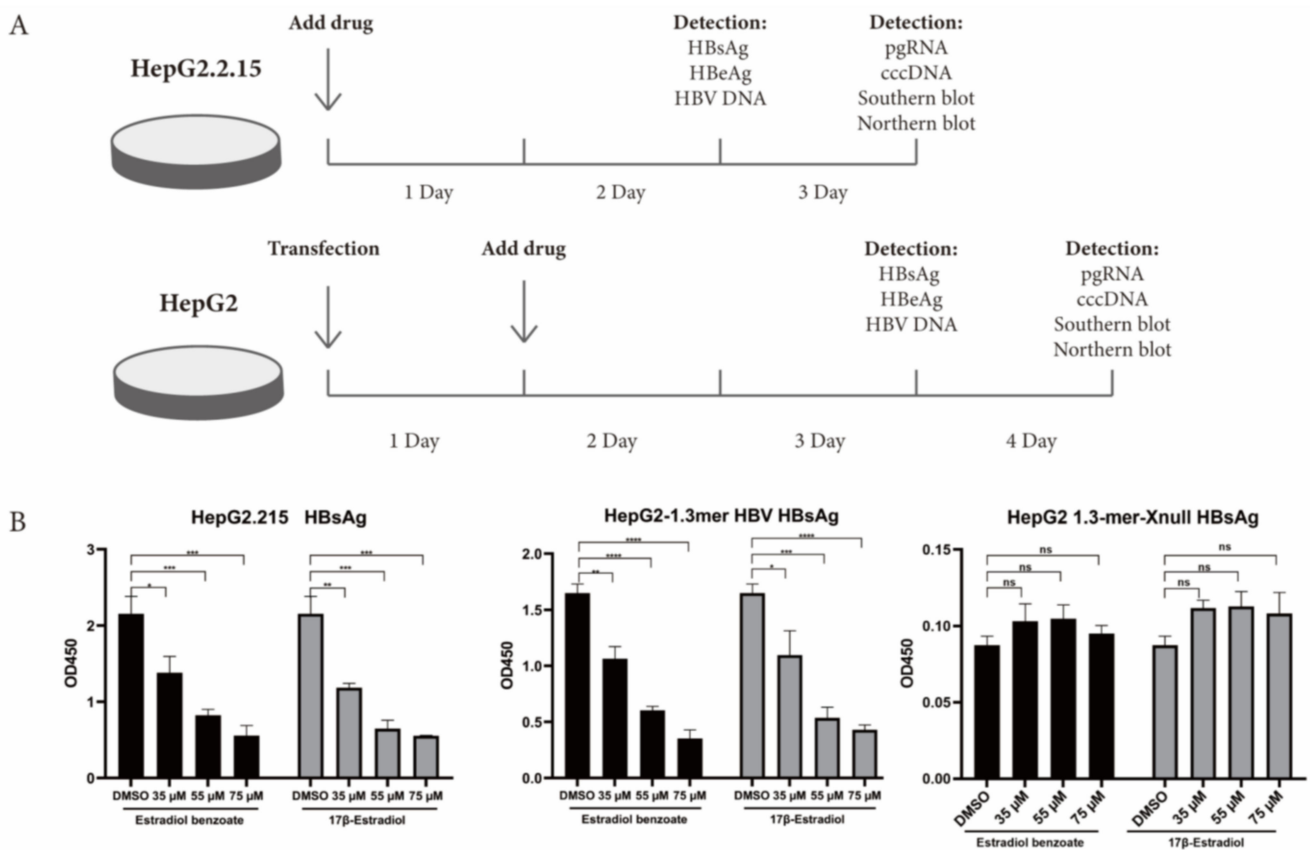 A
Add drug
Detection:
Detection:
HBsAg
pgRNA
HepG2.2.15
HBeAg
cccDNA
HBV DNA
Southern blot
Northern blot
1 Day
2 Day
3 Day
Transfection
Add drug
Detection:
Detection:
HBsAg
pgRNA
HepG2
HBeAg
cccDNA
HBV DNA
Southern blot
Northern blot
1 Day
2 Day
3 Day
4 Day
B
HepG2.215 HBsAg
OD450
3
2
1
0
***
***
*
***
***
**
DMSO 35 μM 55 μM 75 μM
DMSO 35 μM 55 μM 75 μM
Estradiol benzoate
17β-Estradiol
HepG2-1.3mer HBV HBsAg
OD450
2.0
1.5
1.0
0.5
0.0
****
****
**
****
***
*
DMSO 35 μM 55 μM 75 μM
DMSO 35 μM 55 μM 75 μM
Estradiol benzoate
17β-Estradiol
HepG2 1.3-mer-Xnull HBsAg
OD450
0.15
0.10
0.05
0.00
ns
ns
ns
ns
ns
ns
DMSO 35 μM 55 μM 75 μM
DMSO 35 μM 55 μM 75 μM
Estradiol benzoate
17β-Estradiol